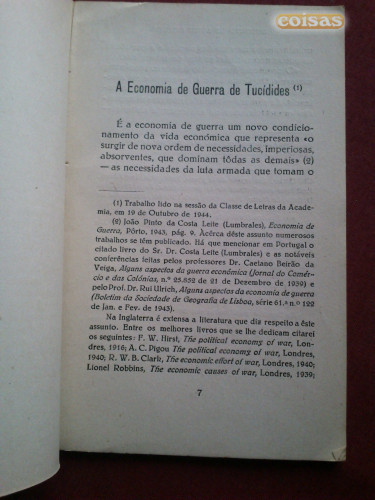 coisas
A Economia de Guerra de Tucídides (1)
É a economia de guerra um novo condicio-
namento da vida económica que representa «o
surgir de nova ordem de necessidades, imperiosas,
absorventes, que dominam tôdas as demais» (2)
— as necessidades da luta armada que tomam o
(1) Trabalho lido na sessão da Classe de Letras da Acade-
mia, em 19 de Outubro de 1944.
(2) João Pinto da Costa Leite (Lumbrales), Economia de
Guerra, Pôrto, 1943, pág. 9. Àcêrca dêste assunto numerosos
trabalhos se têm publicado. Há que mencionar em Portugal o
citado livro do Sr. Dr. Costa Leite (Lumbrales) e as notáveis
conferências feitas pelos professores Dr. Caetano Beirão da
Veiga, Alguns aspectos da guerra económica (Jornal do Comér-
cio e das Colónias, n.º 25.852 de 21 de Dezembro de 1939) e
pelo Prof. Dr. Rui Ulrich, Alguns aspectos da economia de guerra
(Boletim da Sociedade de Geografia de Lisboa, série 61.ª n.º 122
de Jan. e Fev. de 1943).
Na Inglaterra é extensa a literatura que diz respeito a êste
assunto. Entre os melhores livros que se lhe dedicam citarei
os seguintes: F. W. Hirst, The political economy of war, Lon-
dres, 1916; A. C. Pigou The political economy of war, Londres,
1940; R. W. B. Clark, The economic effort of war, Londres, 1940;
Lionel Robbins, The economic causes of war, Londres, 1939;
7